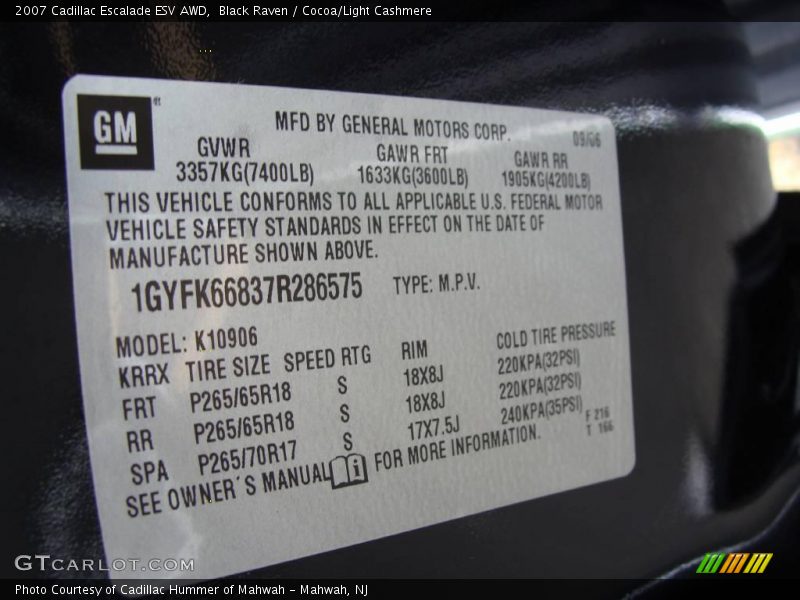 2007 Cadillac Escalade ESV AWD,  Black Raven / Cocoa/Light Cashmere
GM
MFD BY GENERAL MOTORS CORP.
09/06
GVWR
GAWR FRT
GAWR RR
3357KG(7400LB)
1633KG(3600LB)
1905KG(4200LB)
THIS VEHICLE CONFORMS TO ALL APPLICABLE U.S. FEDERAL MOTOR
VEHICLE SAFETY STANDARDS IN EFFECT ON THE DATE OF
MANUFACTURE SHOWN ABOVE.
1GYFK66837R286575
TYPE: M.P.V.
MODEL: K10906
KRRX TIRE SIZE SPEED RTG RIM COLD TIRE PRESSURE
FRT P265/65R18 S 18X8J 220KPA(32PSI)
RR P265/65R18 S 18X8J 220KPA(32PSI)
SPA P265/70R17 S 17X7.5J 240KPA(35PSI)
F 216
T 166
SEE OWNER'S MANUAL FOR MORE INFORMATION.
GTCARLOT.COM
Photo Courtesy of Cadillac Hummer of Mahwah – Mahwah, NJ